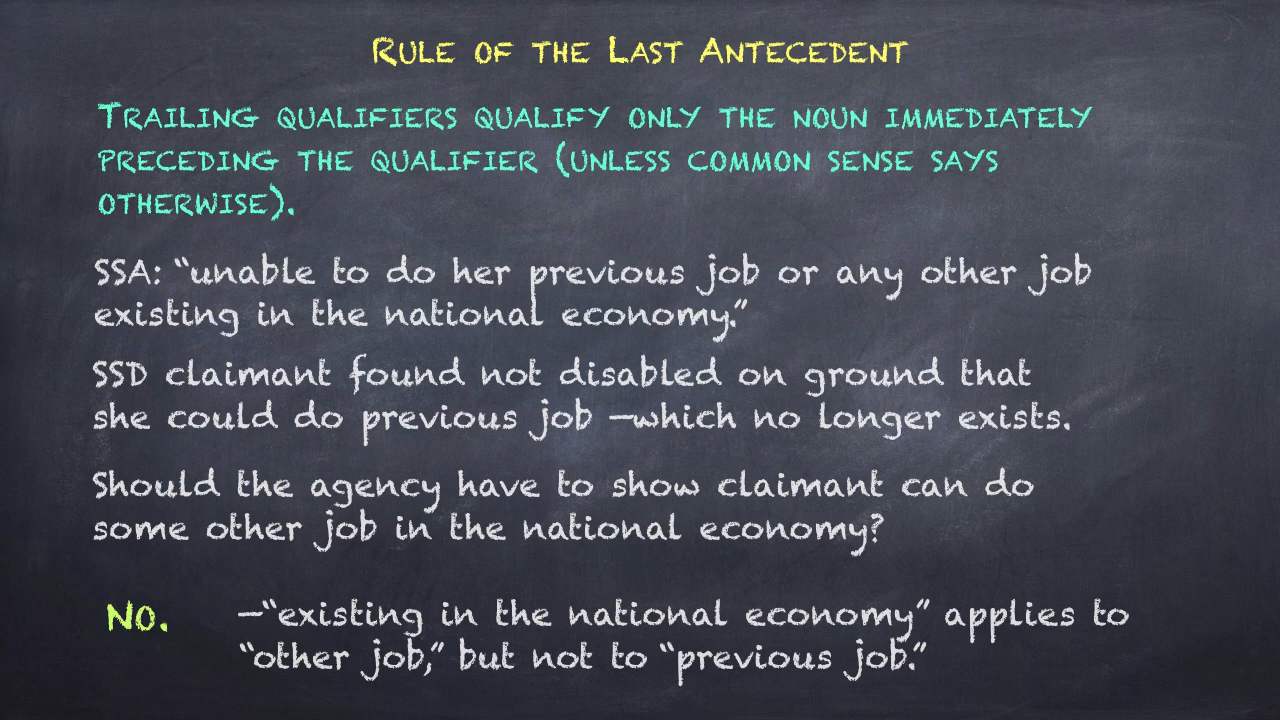 Rule of the Last Antecedent
Trailing qualifiers qualify only the noun immediately
preceding the qualifier (unless common sense says
otherwise).
SSA: “unable to do her previous job or any other job
existing in the national economy.”
SSD claimant found not disabled on ground that
she could do previous job —which no longer exists.
Should the agency have to show claimant can do
some other job in the national economy?
No. —“existing in the national economy” applies to
“other job,” but not to “previous job.”